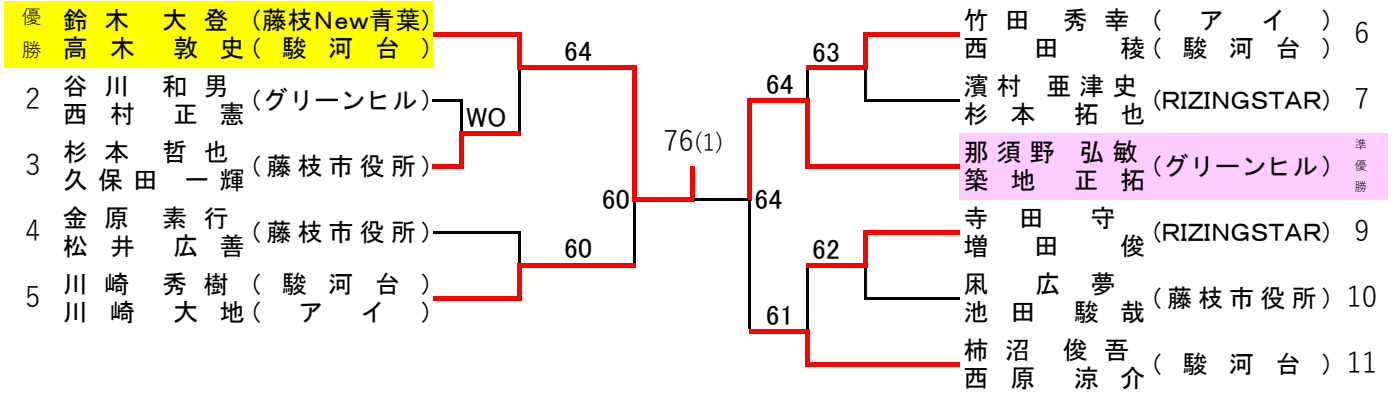 優 鈴木 大登 (藤枝New青葉)
勝 高木 敦史 (駿河台)
64
2 谷川 和男
西村 正憲 (グリーンヒル)
WO
3 杉本 哲也
久保田 一輝 (藤枝市役所)
60
4 金原 素行
松井 広善 (藤枝市役所)
60
5 川崎 秀樹 (駿河台)
川崎 大地 (アイ)
76(1)
竹田 秀幸 (アイ) 6
西田 稜 (駿河台)
63
濱村 亜津史
杉本 拓也 (RIZINGSTAR) 7
64
那須野 弘敏
築地 正拓 (グリーンヒル) 準優勝
64
寺田 守
増田 俊 (RIZINGSTAR) 9
62
凩 広夢
池田 駿哉 (藤枝市役所) 10
61
柿沼 俊吾
西原 涼介 (駿河台) 11